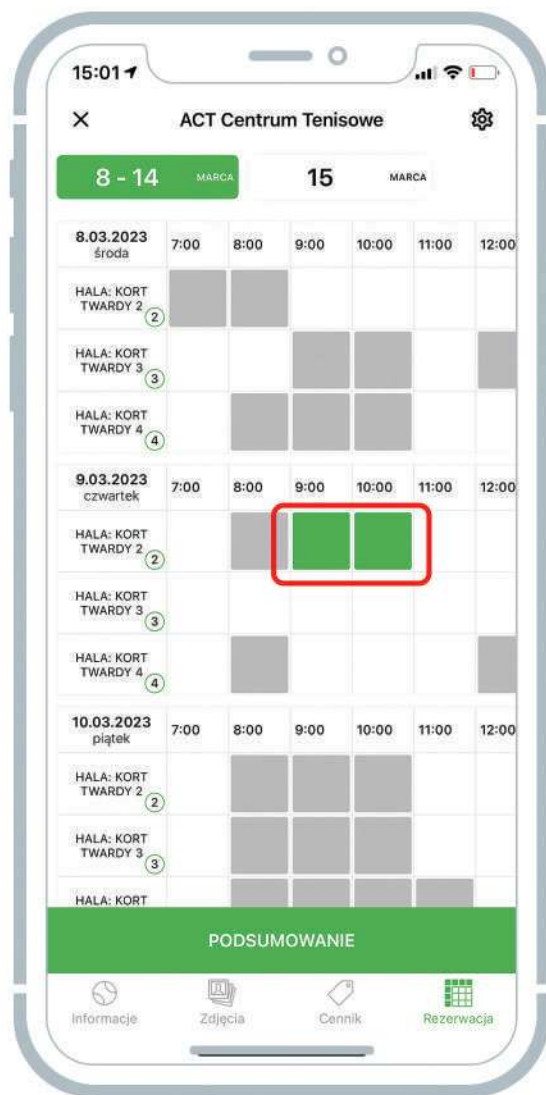 15:01
ACT Centrum Tenisowe
8 - 14 MARCA 15 MARCA
8.03.2023 7:00 8:00 9:00 10:00 11:00 12:00
środa
HALA: KORT
TWARDY 2 2
HALA: KORT
TWARDY 3 3
HALA: KORT
TWARDY 4 4
9.03.2023 7:00 8:00 9:00 10:00 11:00 12:00
czwartek
HALA: KORT
TWARDY 2 2
HALA: KORT
TWARDY 3 3
HALA: KORT
TWARDY 4 4
10.03.2023 7:00 8:00 9:00 10:00 11:00 12:00
piątek
HALA: KORT
TWARDY 2 2
HALA: KORT
TWARDY 3 3
HALA: KORT
PODSUMOWANIE
Informacje Zdjęcia Cennik Rezerwacja